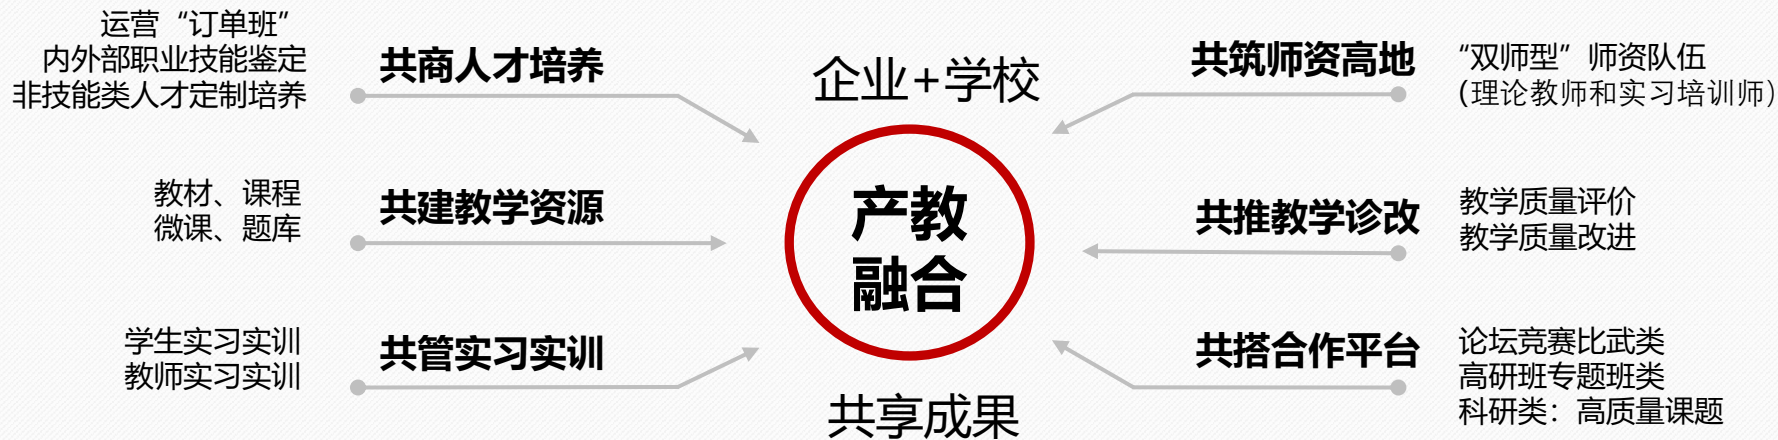 运营“订单班”
内外部职业技能鉴定
非技能类人才定制培养
共商人才培养
教材、课程
微课、题库
共建教学资源
学生实习实训
教师实习实训
共管实习实训
企业+学校
产教
融合
共享成果
共筑师资高地
“双师型”师资队伍
(理论教师和实习培训师)
共推教学诊改
教学质量评价
教学质量改进
共搭合作平台
论坛竞赛比武类
高研班专题班类
科研类：高质量课题